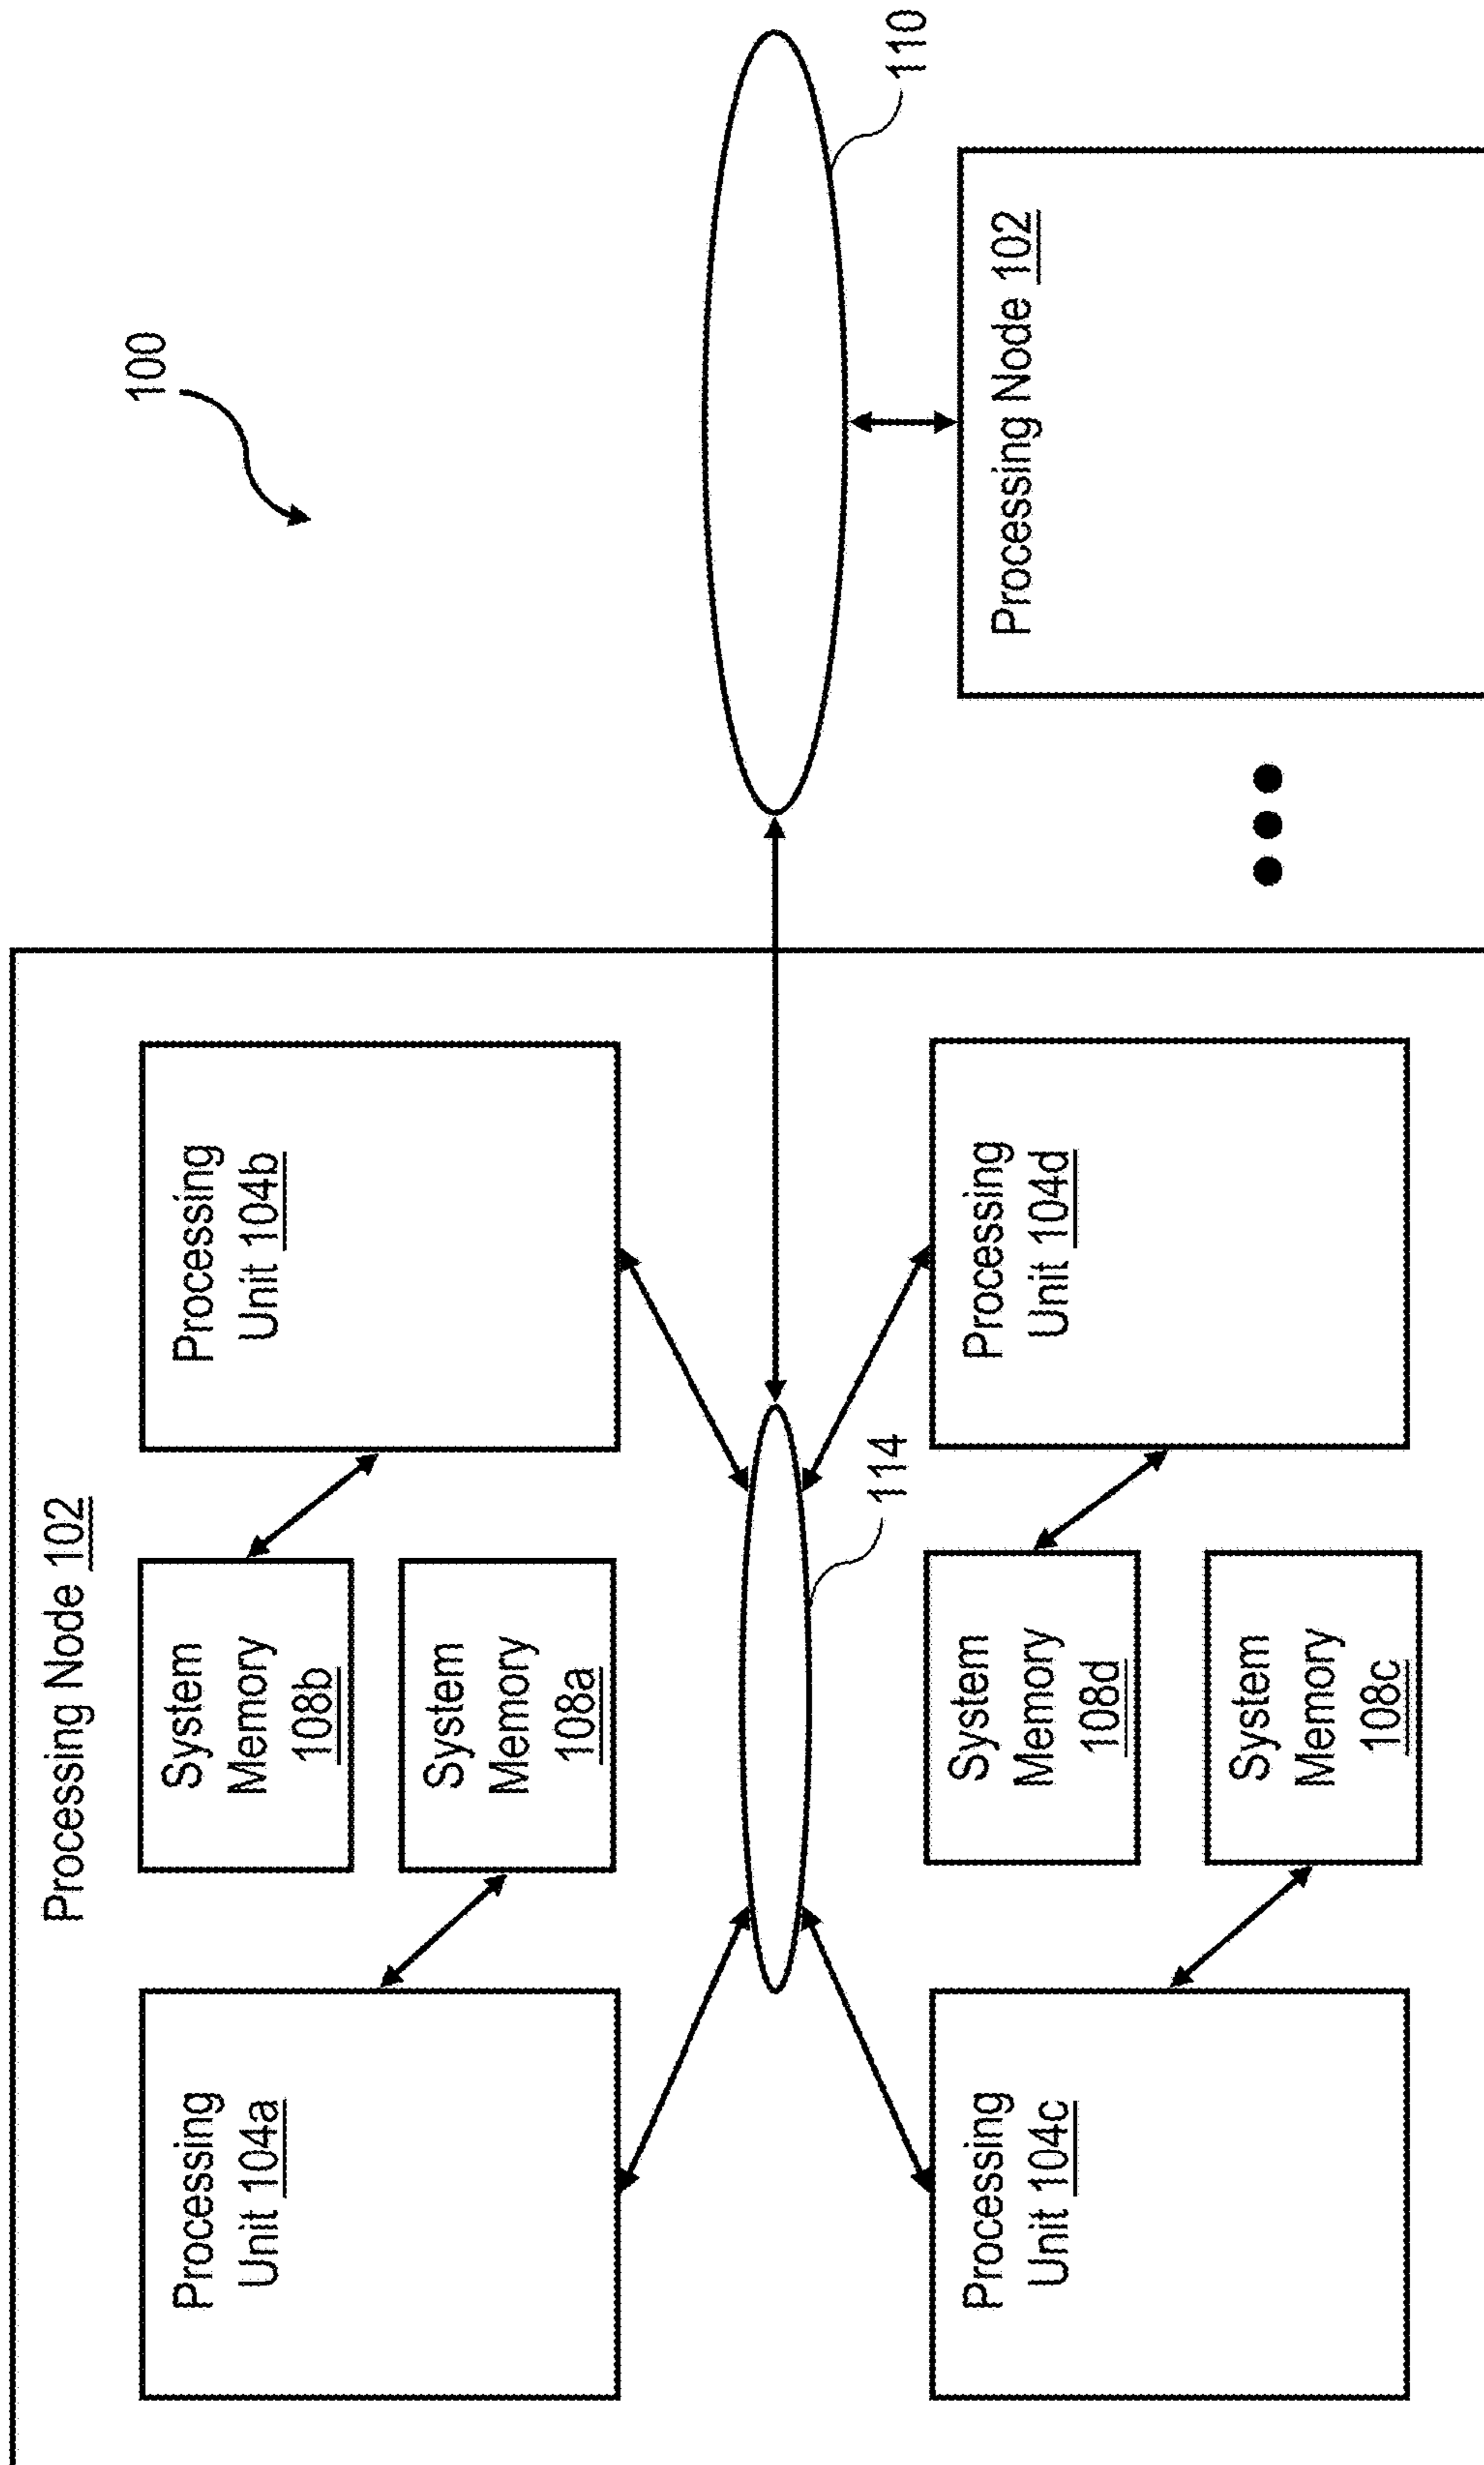 Processing Node 102
Processing
Unit 104a
System
Memory
108b
System
Memory
108a
Processing
Unit 104b
100
114
110
Processing
Unit 104c
System
Memory
108d
System
Memory
108c
Processing
Unit 104d
Processing Node 102